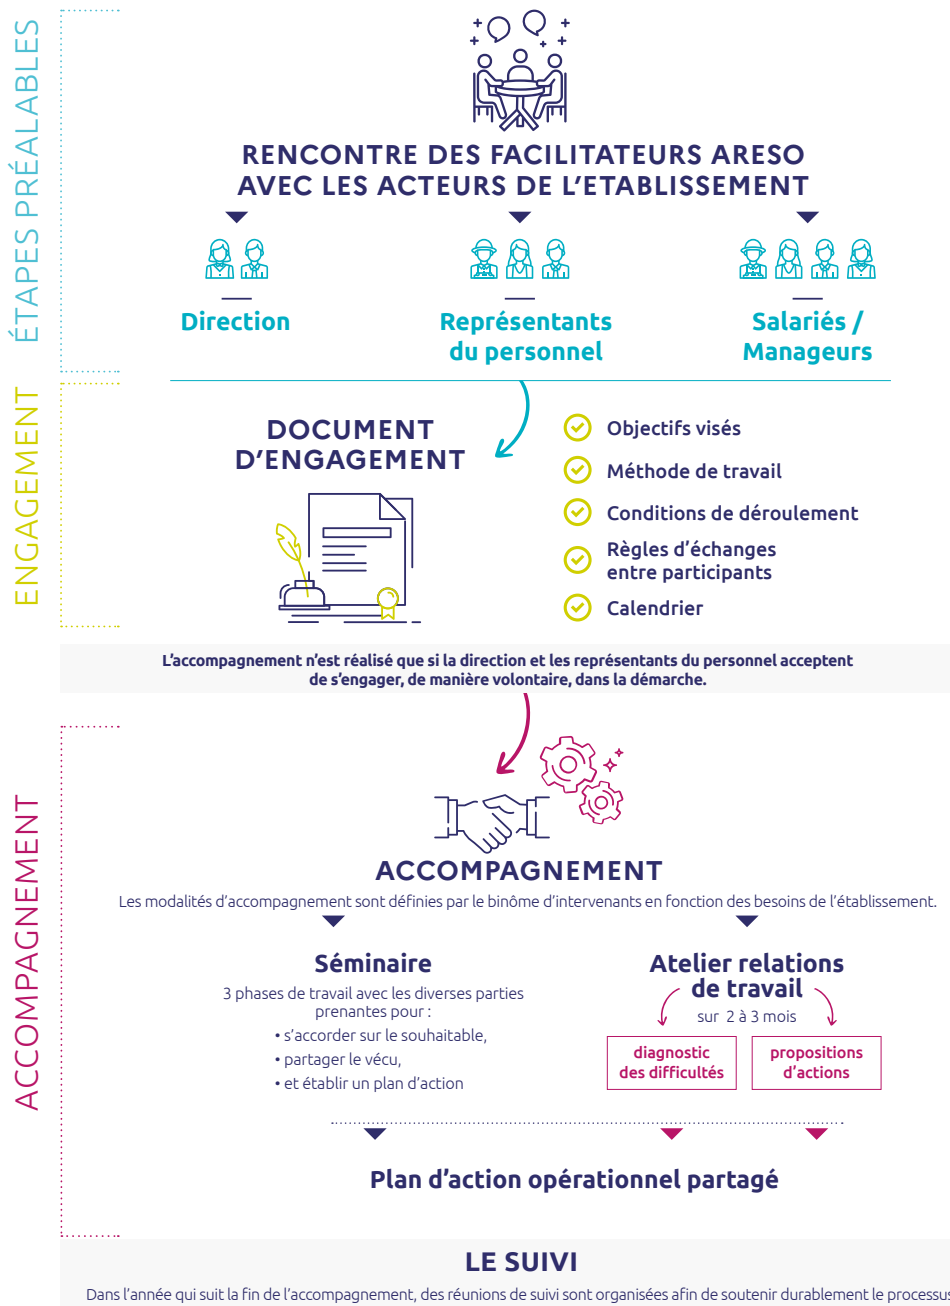 ÉTAPES PRÉALABLES
RENCONTRE DES FACILITATEURS ARESO
AVEC LES ACTEURS DE L’ETABLISSEMENT
Direction
Représentants
du personnel
Salariés /
Manageurs
ENGAGEMENT
DOCUMENT
D’ENGAGEMENT
Objectifs visés
Méthode de travail
Conditions de déroulement
Règles d’échanges
entre participants
Calendrier
L’accompagnement n’est réalisé que si la direction et les représentants du personnel acceptent
de s’engager, de manière volontaire, dans la démarche.
ACCOMPAGNEMENT
ACCOMPAGNEMENT
Les modalités d’accompagnement sont définies par le binôme d’intervenants en fonction des besoins de l’établissement.
Séminaire
3 phases de travail avec les diverses parties
prenantes pour :
• s’accorder sur le souhaitable,
• partager le vécu,
• et établir un plan d’action
Atelier relations
de travail
sur 2 à 3 mois
diagnostic
des difficultés
propositions
d’actions
Plan d’action opérationnel partagé
LE SUIVI
Dans l’année qui suit la fin de l’accompagnement, des réunions de suivi sont organisées afin de soutenir durablement le processus